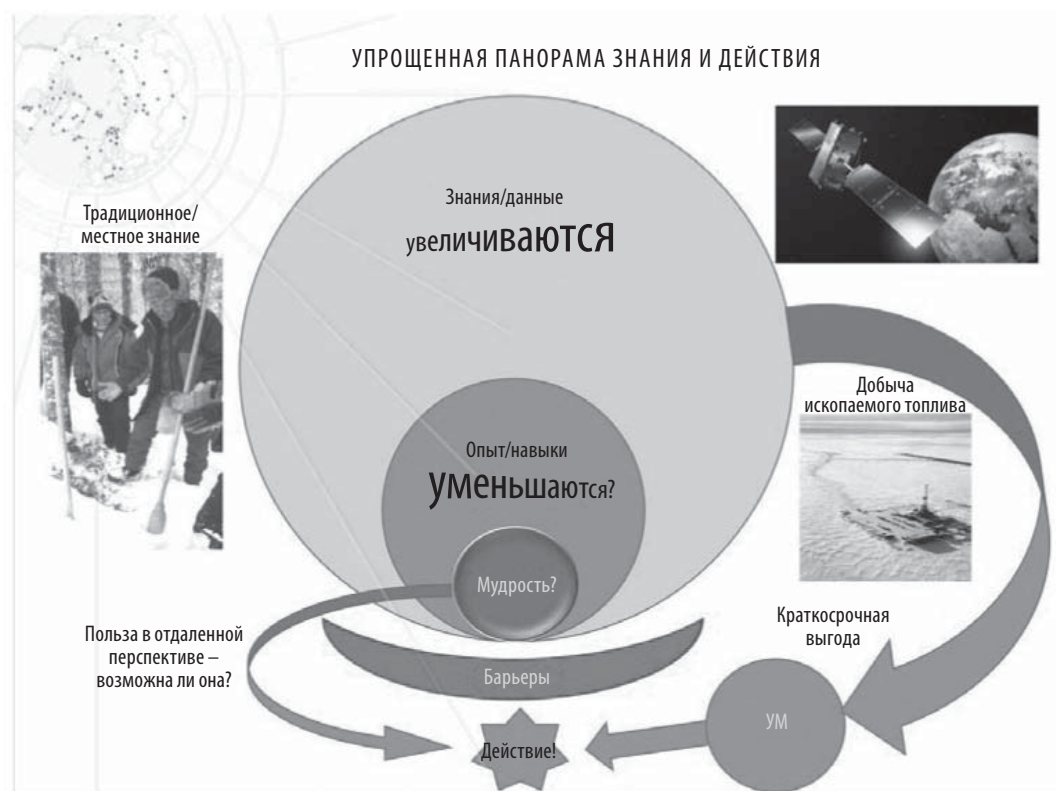 УПРОЩЕННАЯ ПАНОРАМА ЗНАНИЯ И ДЕЙСТВИЯ
Традиционное/
местное знание
Знания/данные
увеличиваются
Опыт/навыки
уменьшаются?
Мудрость?
Добыча
ископаемого топлива
Краткосрочная
выгода
Польза в отдаленной
перспективе –
возможна ли она?
Барьеры
УМ
Действие!